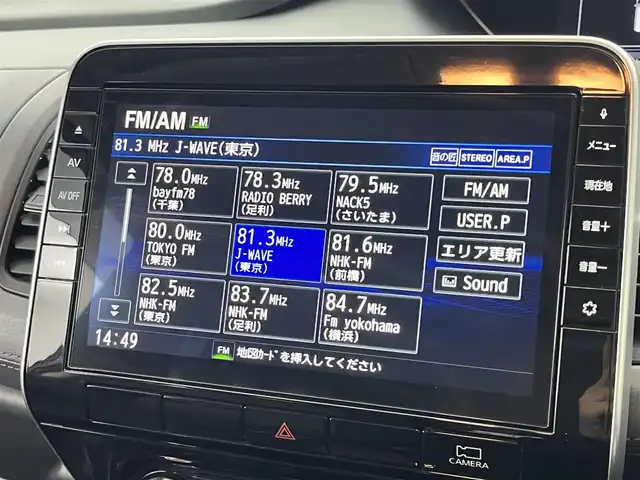 FM/AM FM
81.3 MHz J-WAVE(東京)
音の匠 STEREO AREA.P
78.0MHz
bayfm78
(千葉)
78.3MHz
RADIO BERRY
(足利)
79.5MHz
NACK5
(さいたま)
80.0MHz
TOKYO FM
(東京)
81.3MHz
J-WAVE
(東京)
81.6MHz
NHK-FM
(前橋)
82.5MHz
NHK-FM
(東京)
83.7MHz
NHK-FM
(足利)
84.7MHz
Fm yokohama
(横浜)
FM/AM
USER.P
エリア更新
Sound
14:49
FM 地図ｶｰﾄﾞを挿入してください
AV
AV OFF
メニュー
現在地
音量+
音量ー
CAMERA